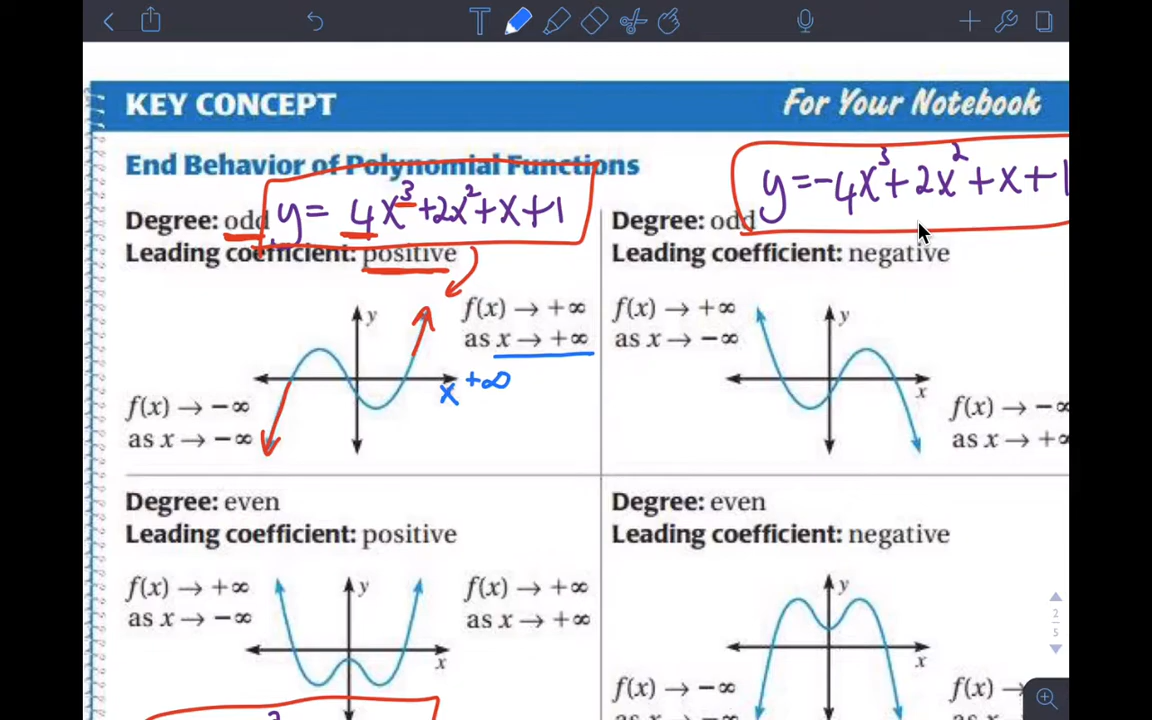 KEY CONCEPT
For Your Notebook
End Behavior of Polynomial Functions
y = 4x³ + 2x² + x + 1
y = -4x³ + 2x² + x + 1
Degree: odd
Leading coefficient: positive
f(x) → +∞
as x → +∞
y
x +∞
f(x) → -∞
as x → -∞
Degree: odd
Leading coefficient: negative
f(x) → +∞
as x → -∞
y
x
f(x) → -∞
as x → +∞
Degree: even
Leading coefficient: positive
f(x) → +∞
as x → -∞
y
x
f(x) → +∞
as x → +∞
Degree: even
Leading coefficient: negative
y
x
f(x) → -∞
f(x) →
2
5